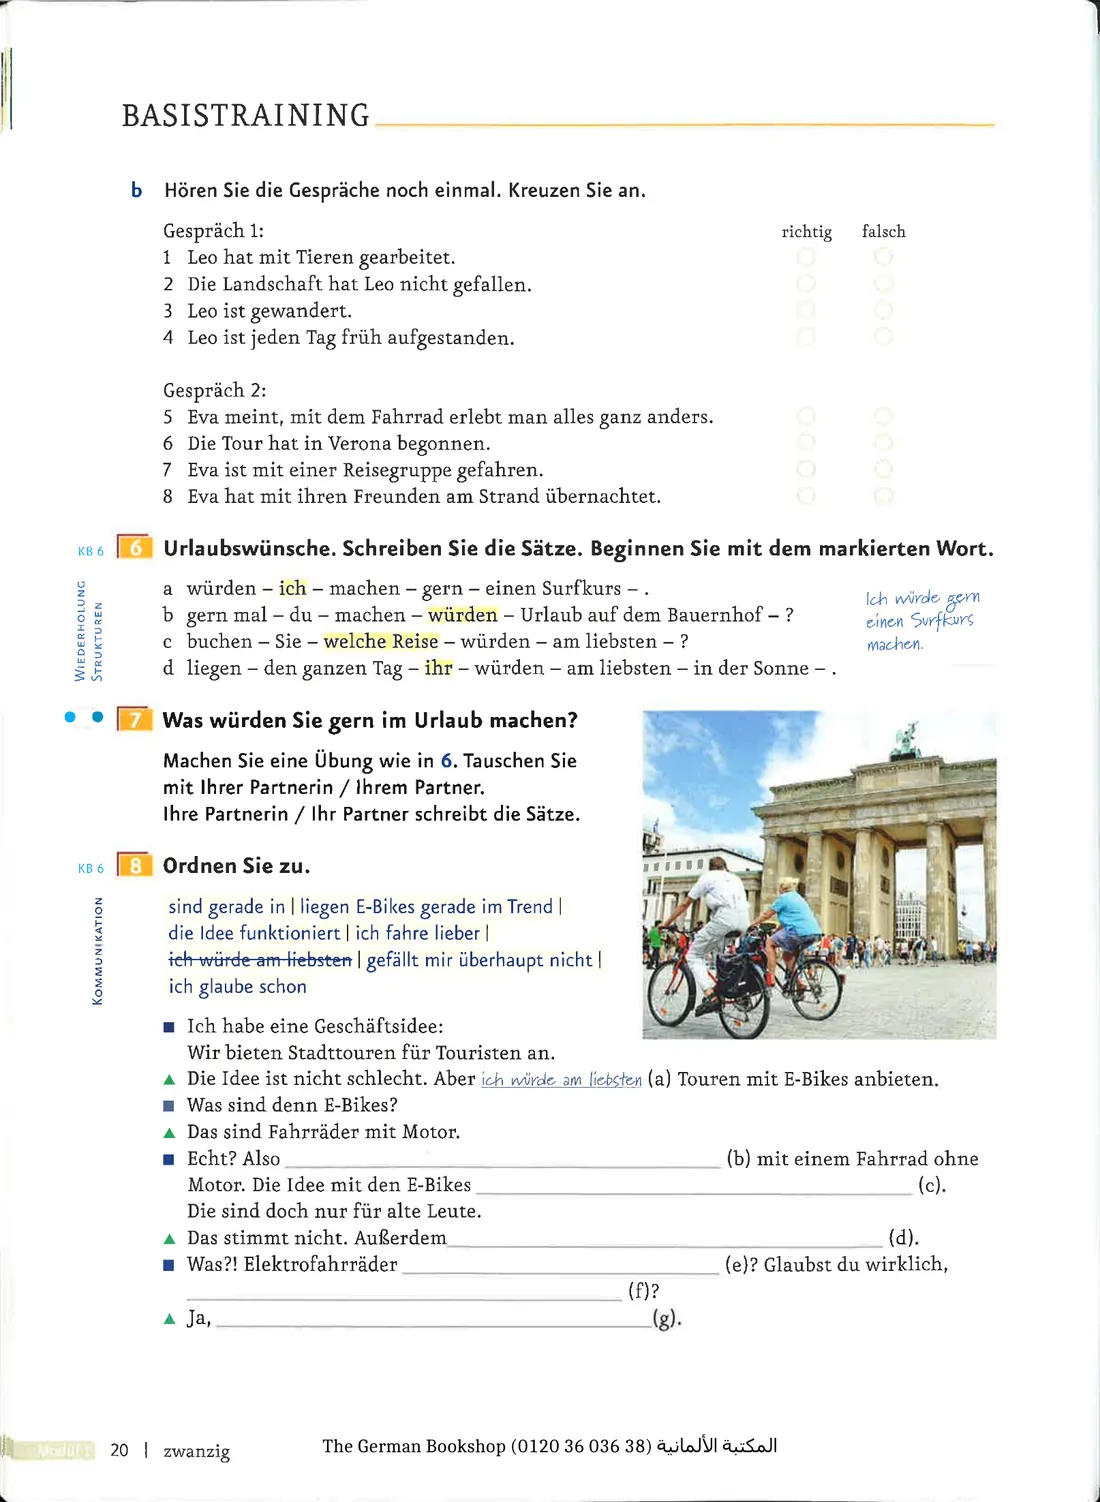 BASISTRAINING
b Hören Sie die Gespräche noch einmal. Kreuzen Sie an.
Gespräch 1: richtig falsch
1 Leo hat mit Tieren gearbeitet.
2 Die Landschaft hat Leo nicht gefallen.
3 Leo ist gewandert.
4 Leo ist jeden Tag früh aufgestanden.
Gespräch 2:
5 Eva meint, mit dem Fahrrad erlebt man alles ganz anders.
6 Die Tour hat in Verona begonnen.
7 Eva ist mit einer Reisegruppe gefahren.
8 Eva hat mit ihren Freunden am Strand übernachtet.
KB 6 6 Urlaubswünsche. Schreiben Sie die Sätze. Beginnen Sie mit dem markierten Wort.
WIEDERHOLUNG
STRUKTUREN
a würden – ich – machen – gern – einen Surfkurs – .
b gern mal – du – machen – würden – Urlaub auf dem Bauernhof – ?
c buchen – Sie – welche Reise – würden – am liebsten – ?
d liegen – den ganzen Tag – ihr – würden – am liebsten – in der Sonne – .
Ich würde gern
einen Surfkurs
machen.
7 Was würden Sie gern im Urlaub machen?
Machen Sie eine Übung wie in 6. Tauschen Sie
mit Ihrer Partnerin / Ihrem Partner.
Ihre Partnerin / Ihr Partner schreibt die Sätze.
KB 6 8 Ordnen Sie zu.
KOMMUNIKATION
sind gerade in | liegen E-Bikes gerade im Trend |
die Idee funktioniert | ich fahre lieber |
ich würde am liebsten | gefällt mir überhaupt nicht |
ich glaube schon
■ Ich habe eine Geschäftsidee:
Wir bieten Stadttouren für Touristen an.
▲ Die Idee ist nicht schlecht. Aber ich würde am liebsten (a) Touren mit E-Bikes anbieten.
■ Was sind denn E-Bikes?
▲ Das sind Fahrräder mit Motor.
■ Echt? Also ____ (b) mit einem Fahrrad ohne
Motor. Die Idee mit den E-Bikes ____ (c).
Die sind doch nur für alte Leute.
▲ Das stimmt nicht. Außerdem ____ (d).
■ Was?! Elektrofahrräder ____ (e)? Glaubst du wirklich,
____ (f)?
▲ Ja, ____ (g).
Modul 1 20 | zwanzig The German Bookshop (0120 36 036 38) المكتبة الألمانية